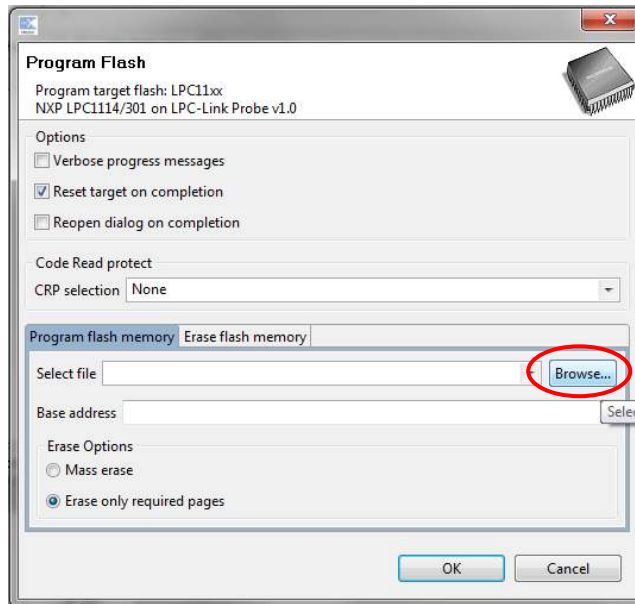 Program Flash
Program target flash: LPC11xx
NXP LPC1114/301 on LPC-Link Probe v1.0
Options
Verbose progress messages
Reset target on completion
Reopen dialog on completion
Code Read protect
CRP selection None
Program flash memory Erase flash memory
Select file Browse...
Base address Selec
Erase Options
Mass erase
Erase only required pages
OK Cancel